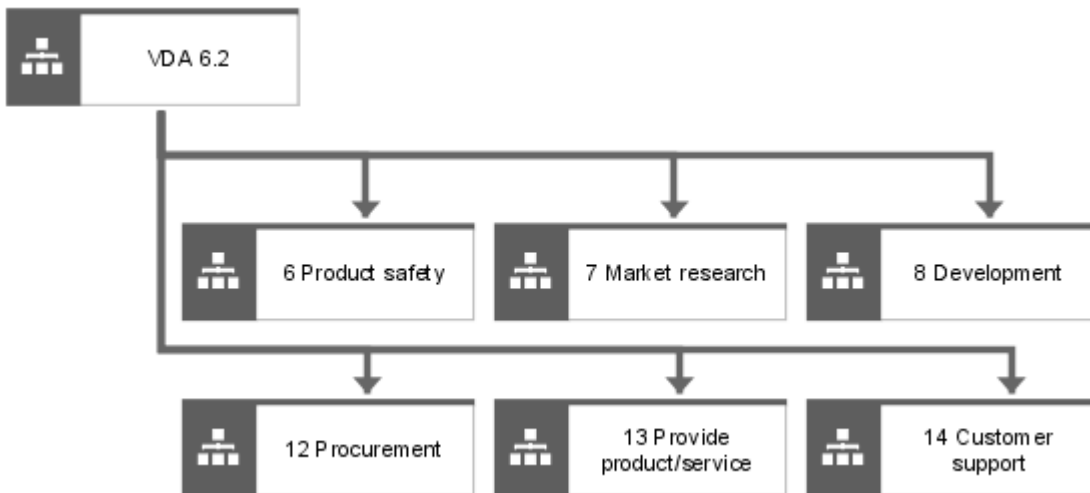 VDA 6.2
6 Product safety
7 Market research
8 Development
12 Procurement
13 Provide
product/service
14 Customer
support